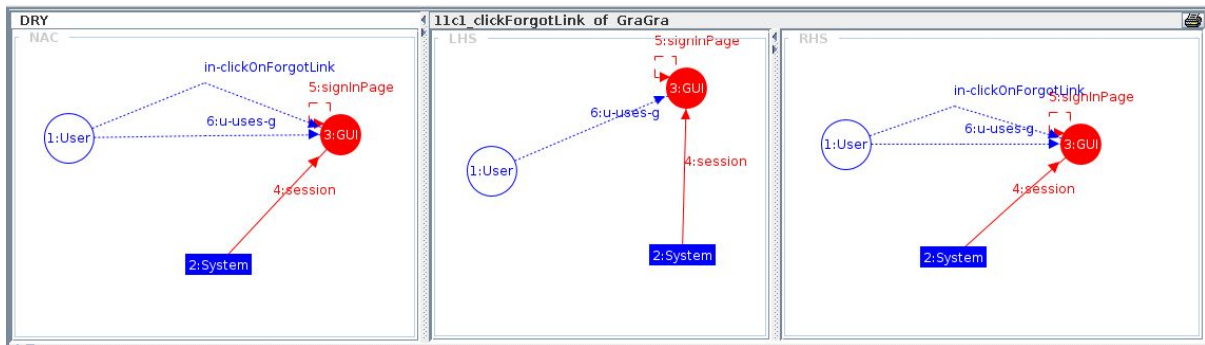 DRY
11c1_clickForgotLink of GraGra
NAC
in-clickOnForgotLink
5:signInPage
1:User
6:u-uses-g
3:GUI
4:session
2:System
LHS
5:signInPage
3:GUI
6:u-uses-g
1:User
4:session
2:System
RHS
in-clickOnForgotLink
5:signInPage
6:u-uses-g
1:User
3:GUI
4:session
2:System